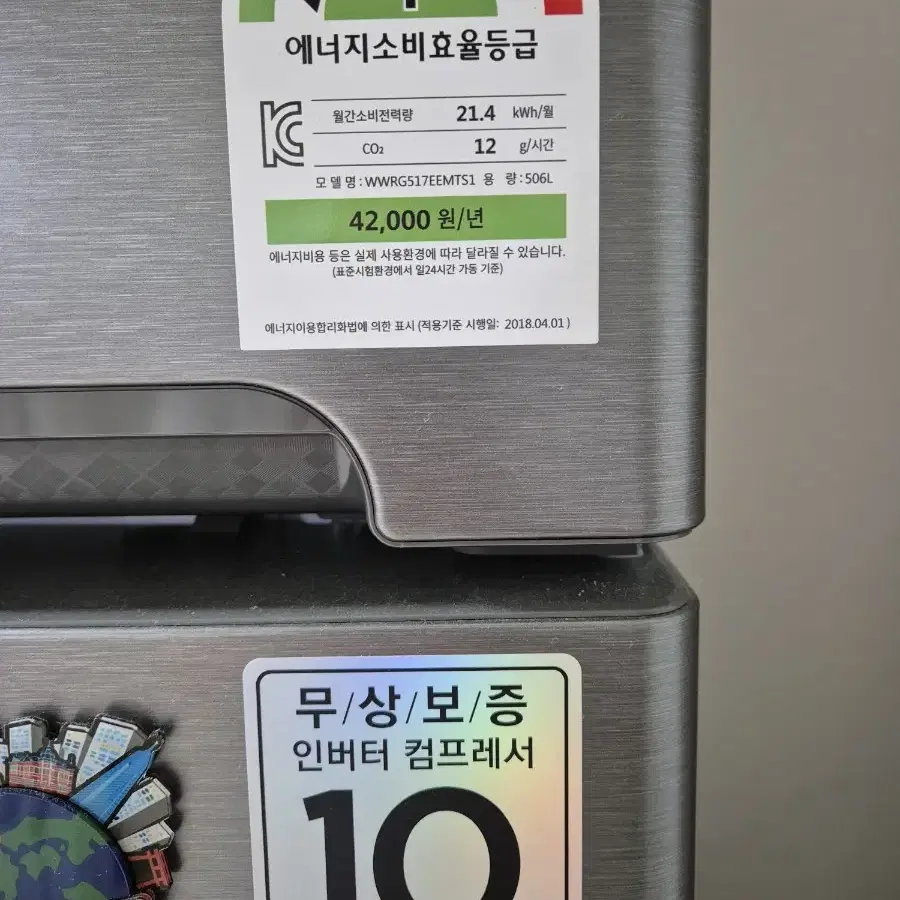 에너지소비효율등급
월간소비전력량 21.4 kWh/월
CO₂ 12 g/시간
모 델 명 : WWRG517EEMTS1 용 량 : 506L
42,000 원/년
에너지비용 등은 실제 사용환경에 따라 달라질 수 있습니다.
(표준시험환경에서 일24시간 가동 기준)
에너지이용합리화법에 의한 표시 (적용기준 시행일: 2018.04.01 )
무/상/보/증
인버터 컴프레서
10